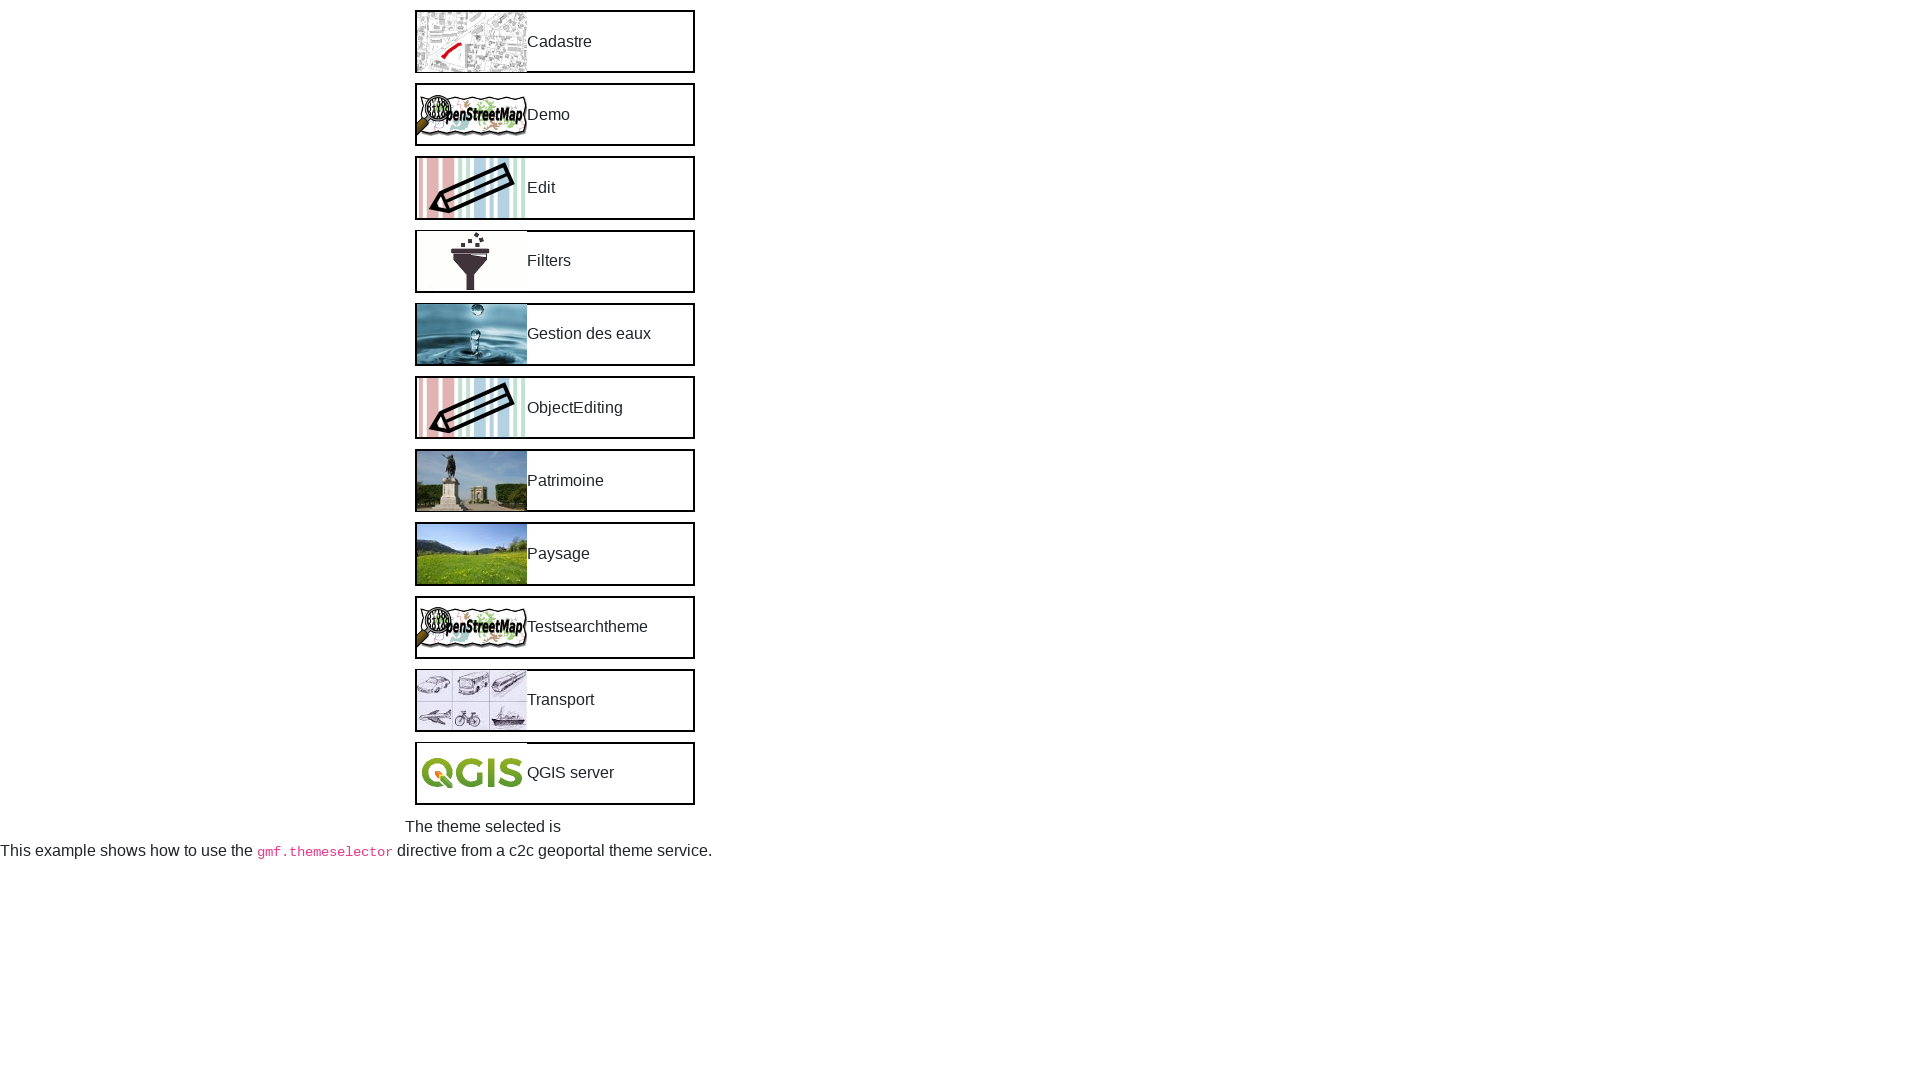 Cadastre
OpenStreetMap
Demo
Edit
Filters
Gestion des eaux
ObjectEditing
Patrimoine
Paysage
OpenStreetMap
Testsearchtheme
Transport
QGIS
QGIS server
The theme selected is
This example shows how to use the gmf.themeselector directive from a c2c geoportal theme service.